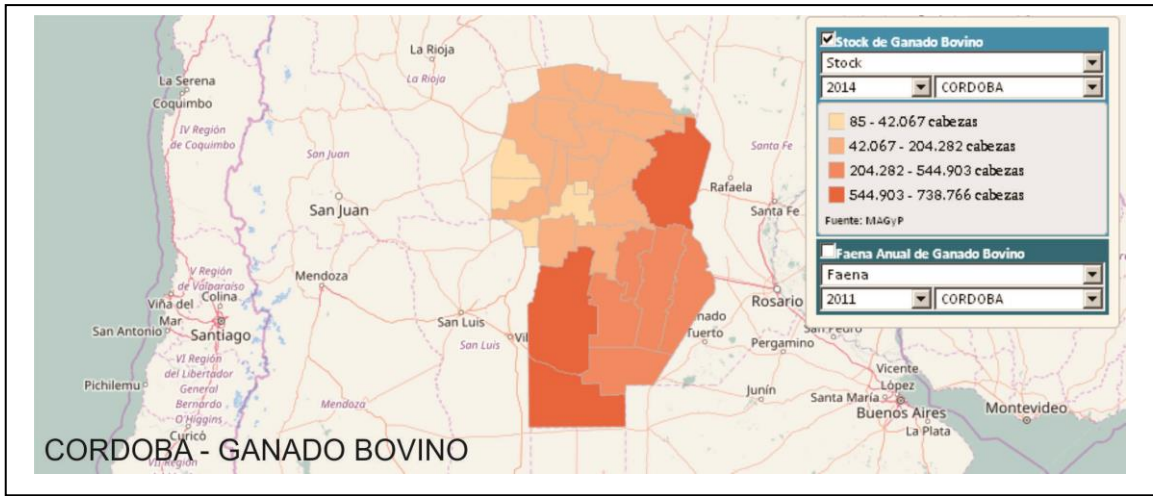 La Rioja
La Rioja
La Serena
Coquimbo
IV Región
de Coquimbo
San Juan
San Juan
Santa Fe
Rafaela
Santa Fe
V Región
de Valparaíso
Viña del
Mar
Colina
San Antonio
Santiago
Mendoza
San Luis
San Luis
Vil
Rosario
nado
Tuerto
San Pedro
Pergamino
VI Región
del Libertador
General
Bernardo
O'Higgins
Pichilemu
Curicó
VII Región
Mendoza
Junín
Vicente
López
Santa María
Buenos Aires
La Plata
Montevideo
Stock de Ganado Bovino
Stock
2014 CORDOBA
85 - 42.067 cabezas
42.067 - 204.282 cabezas
204.282 - 544.903 cabezas
544.903 - 738.766 cabezas
Fuente: MAGyP
Faena Anual de Ganado Bovino
Faena
2011 CORDOBA
CORDOBA - GANADO BOVINO